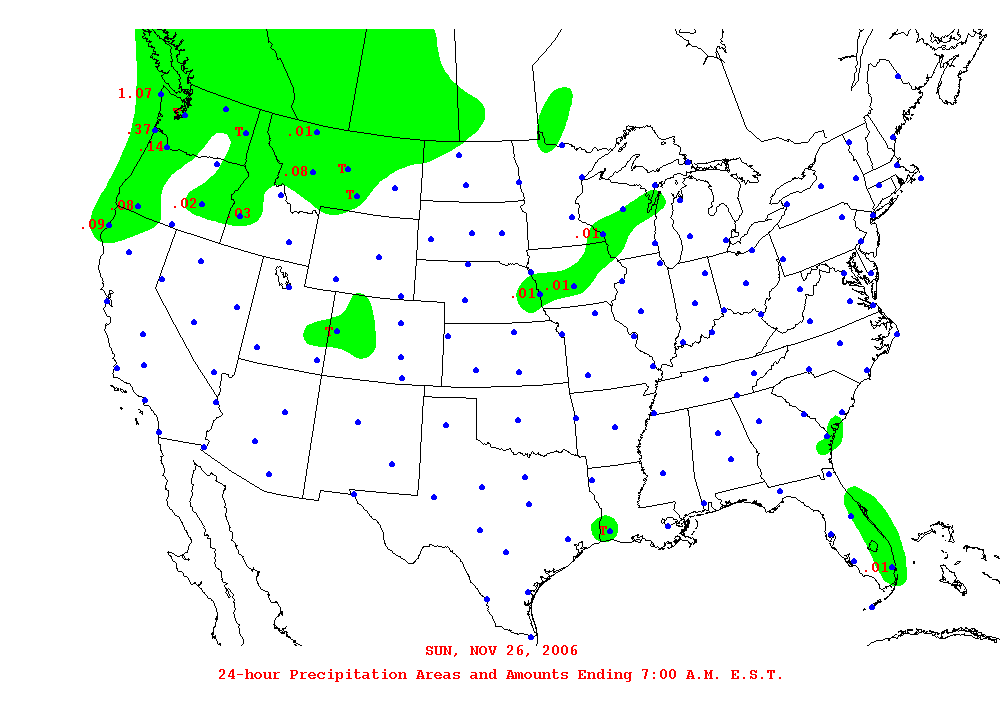 1.07
T
.37
T
.01
.14
.08
T
T
.02
.08
.03
.09
.01
.01
.01
T
T
.01
SUN, NOV 26, 2006
24-hour Precipitation Areas and Amounts Ending 7:00 A.M. E.S.T.